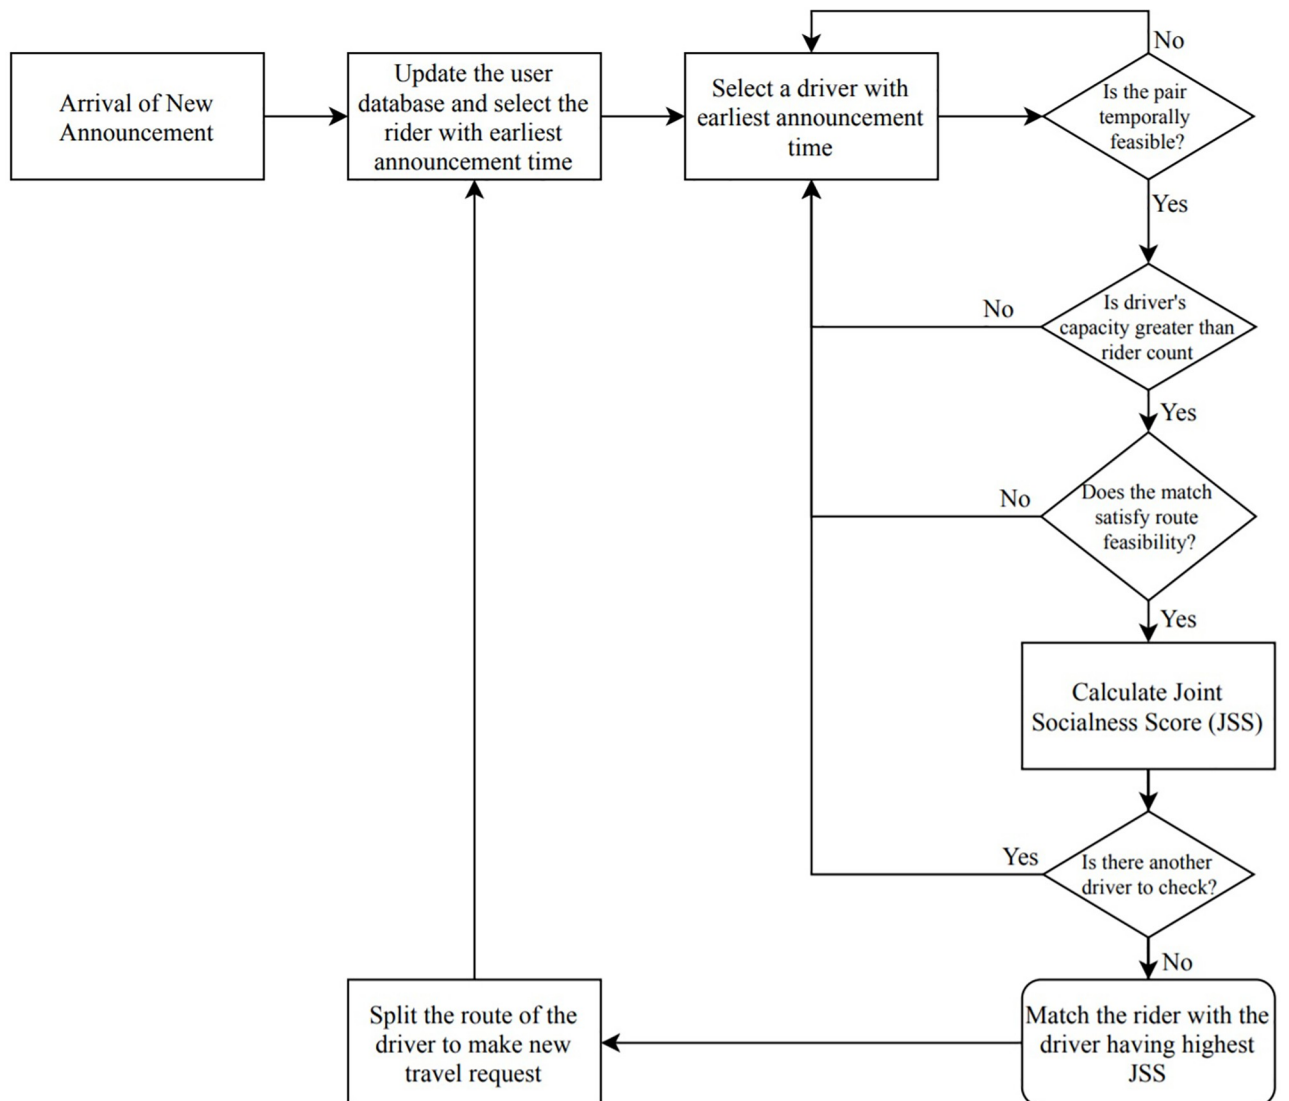 Arrival of New
Announcement
Update the user
database and select the
rider with earliest
announcement time
Select a driver with
earliest announcement
time
No
Is the pair
temporally
feasible?
Yes
No
Is driver's
capacity greater than
rider count
Yes
No
Does the match
satisfy route
feasibility?
Yes
Calculate Joint
Socialness Score (JSS)
Yes
Is there another
driver to check?
No
Split the route of the
driver to make new
travel request
Match the rider with the
driver having highest
JSS